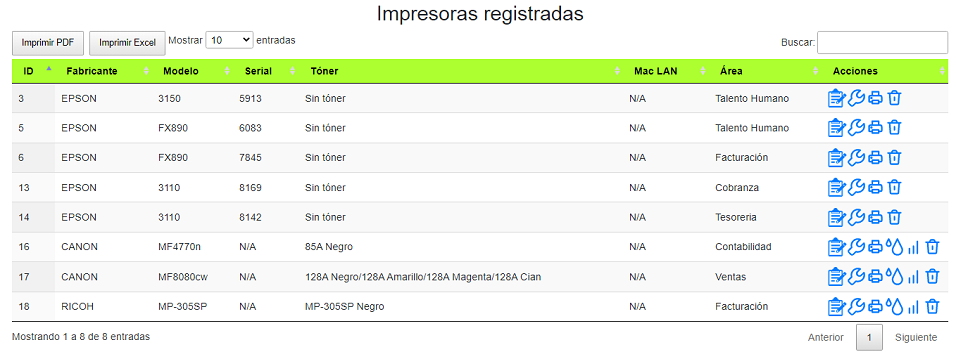 Impresoras registradas
Imprimir PDF Imprimir Excel Mostrar 10 entradas Buscar:
ID Fabricante Modelo Serial Tóner Mac LAN Área Acciones
3 EPSON 3150 5913 Sin tóner N/A Talento Humano
5 EPSON FX890 6083 Sin tóner N/A Talento Humano
6 EPSON FX890 7845 Sin tóner N/A Facturación
13 EPSON 3110 8169 Sin tóner N/A Cobranza
14 EPSON 3110 8142 Sin tóner N/A Tesoreria
16 CANON MF4770n N/A 85A Negro N/A Contabilidad
17 CANON MF8080cw N/A 128A Negro/128A Amarillo/128A Magenta/128A Cian N/A Ventas
18 RICOH MP-305SP N/A MP-305SP Negro N/A Facturación
Mostrando 1 a 8 de 8 entradas Anterior 1 Siguiente